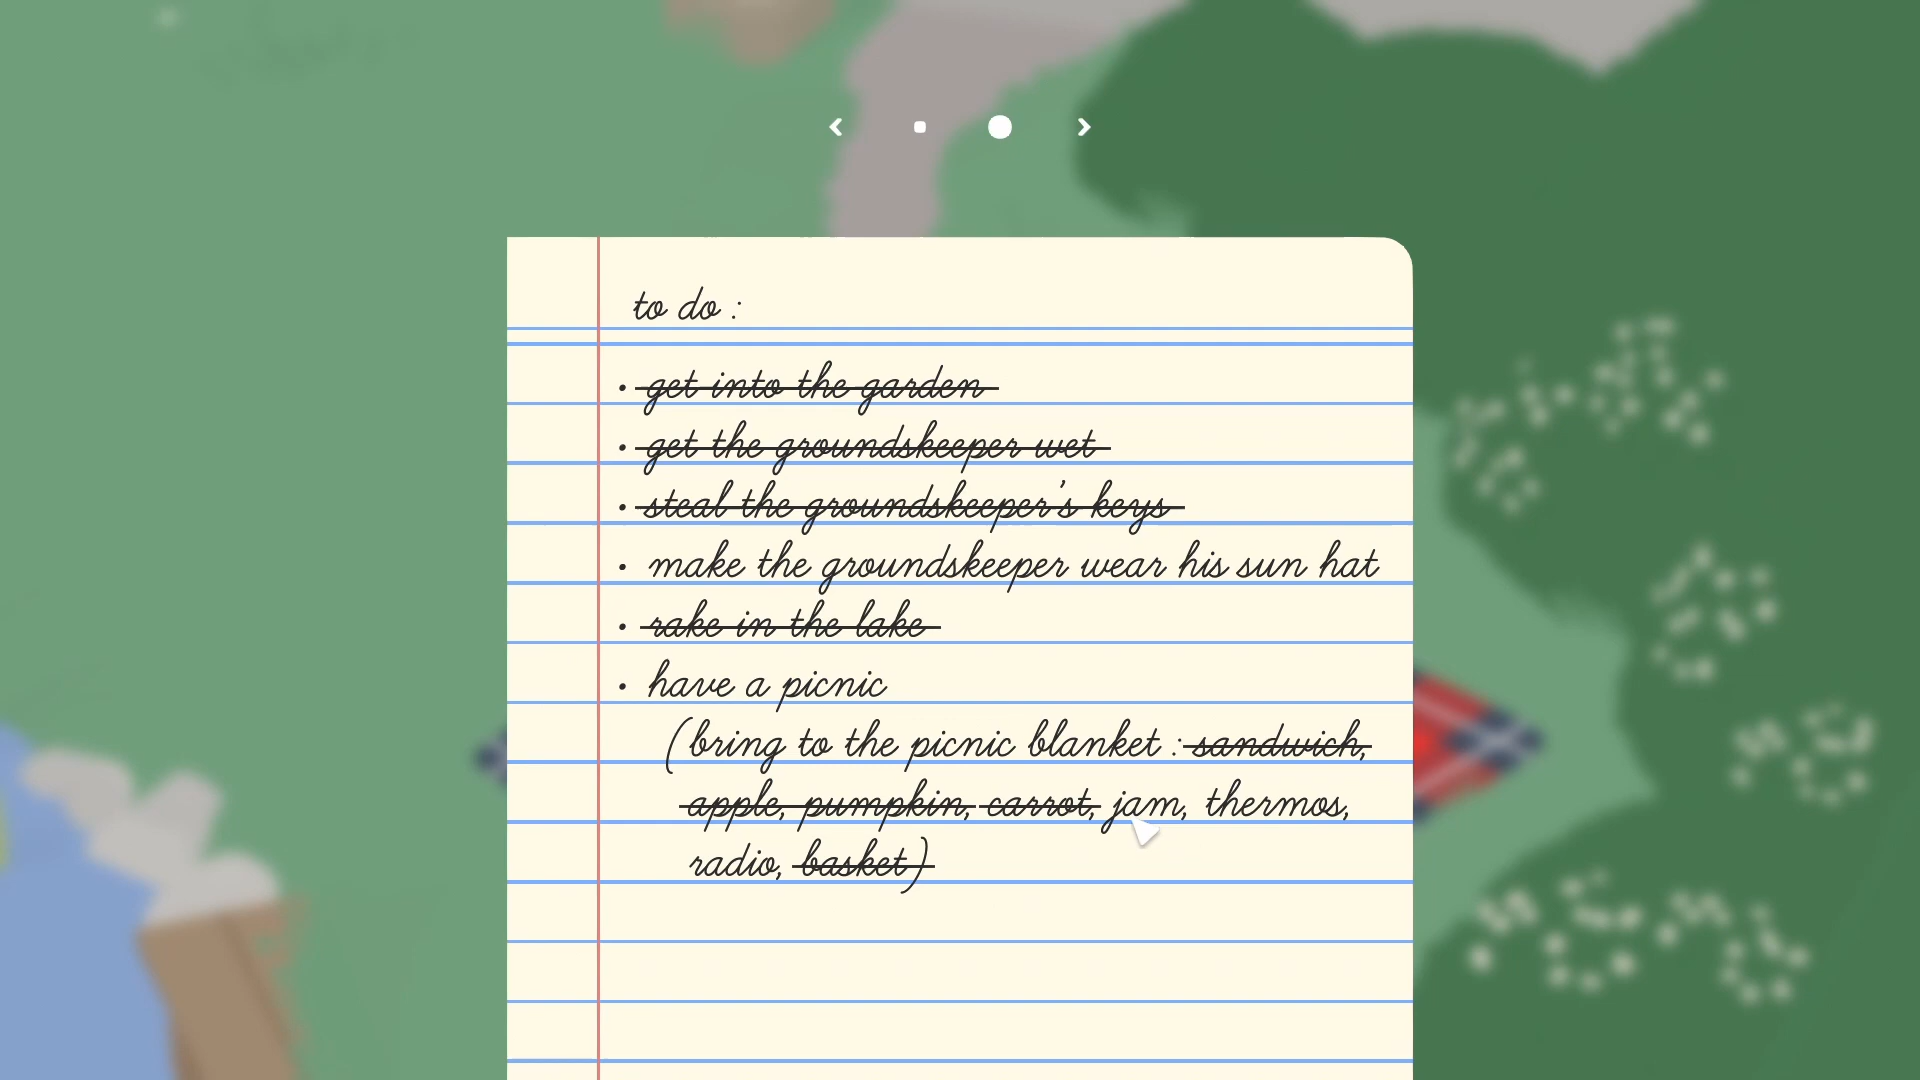 to do :
• get into the garden
• get the groundskeeper wet
• steal the groundskeeper's keys
• make the groundskeeper wear his sun hat
• rake in the lake
• have a picnic
(bring to the picnic blanket : sandwich,
apple, pumpkin, carrot, jam, thermos,
radio, basket)